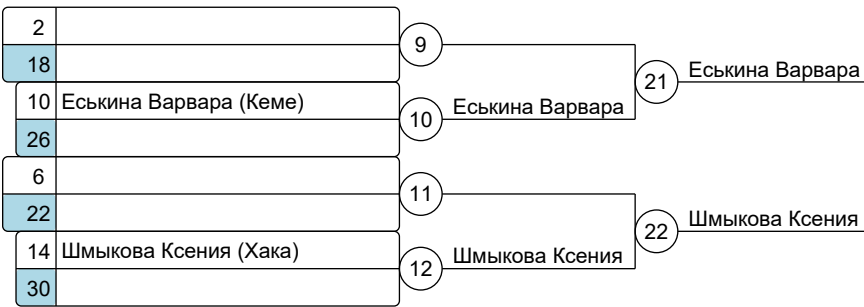 2
9
18
21 Еськина Варвара
10 Еськина Варвара (Кеме)
10 Еськина Варвара
26
6
11
22
22 Шмыкова Ксения
14 Шмыкова Ксения (Хака)
12 Шмыкова Ксения
30